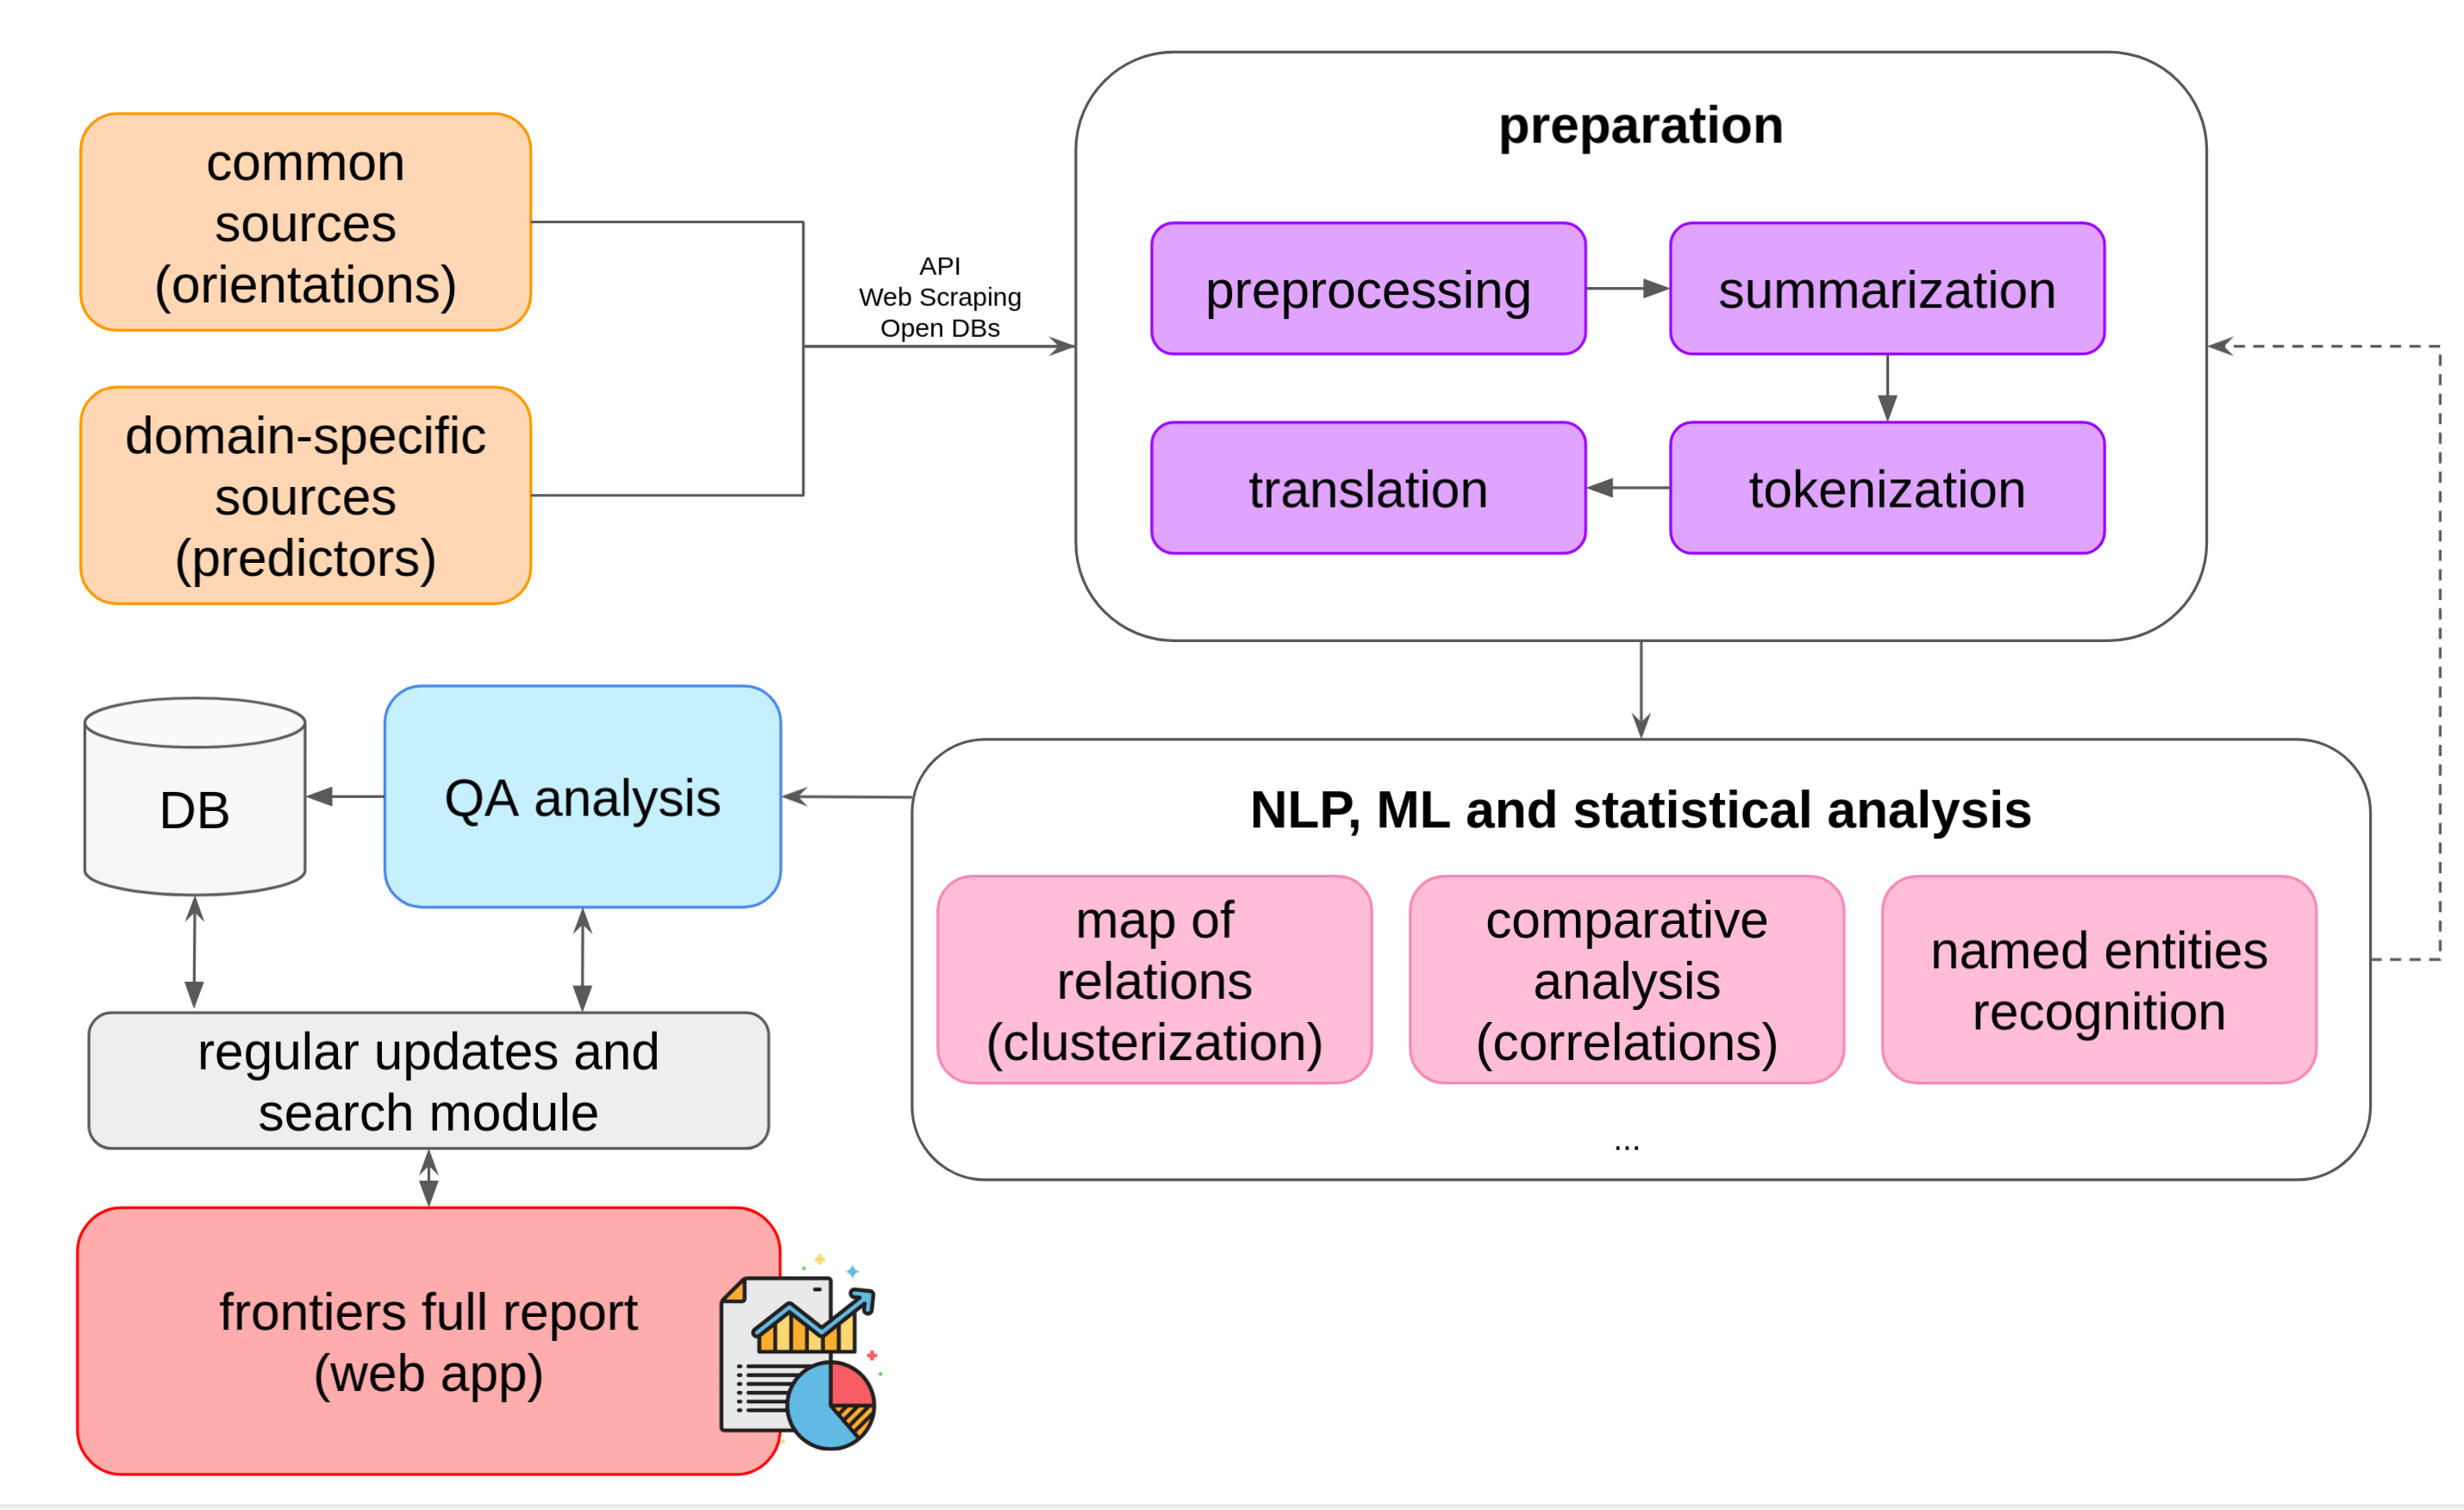 common
sources
(orientations)
domain-specific
sources
(predictors)
API
Web Scraping
Open DBs
preparation
preprocessing
summarization
translation
tokenization
DB
QA analysis
NLP, ML and statistical analysis
map of
relations
(clusterization)
comparative
analysis
(correlations)
named entities
recognition
...
regular updates and
search module
frontiers full report
(web app)